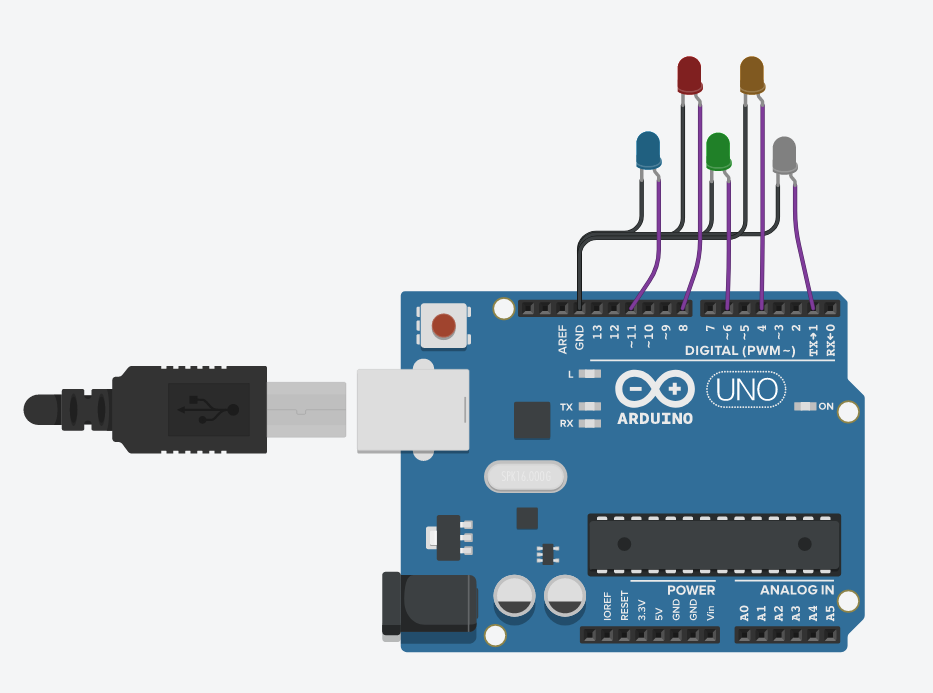 AREF
GND
13
12
~11
~10
~9
8
7
~6
~5
4
~3
2
TX→1
RX←0
DIGITAL (PWM~)
L
TX
RX
UNO
ON
ARDUINO
POWER
ANALOG IN
IOREF
RESET
3.3V
5V
GND
GND
Vin
A0
A1
A2
A3
A4
A5